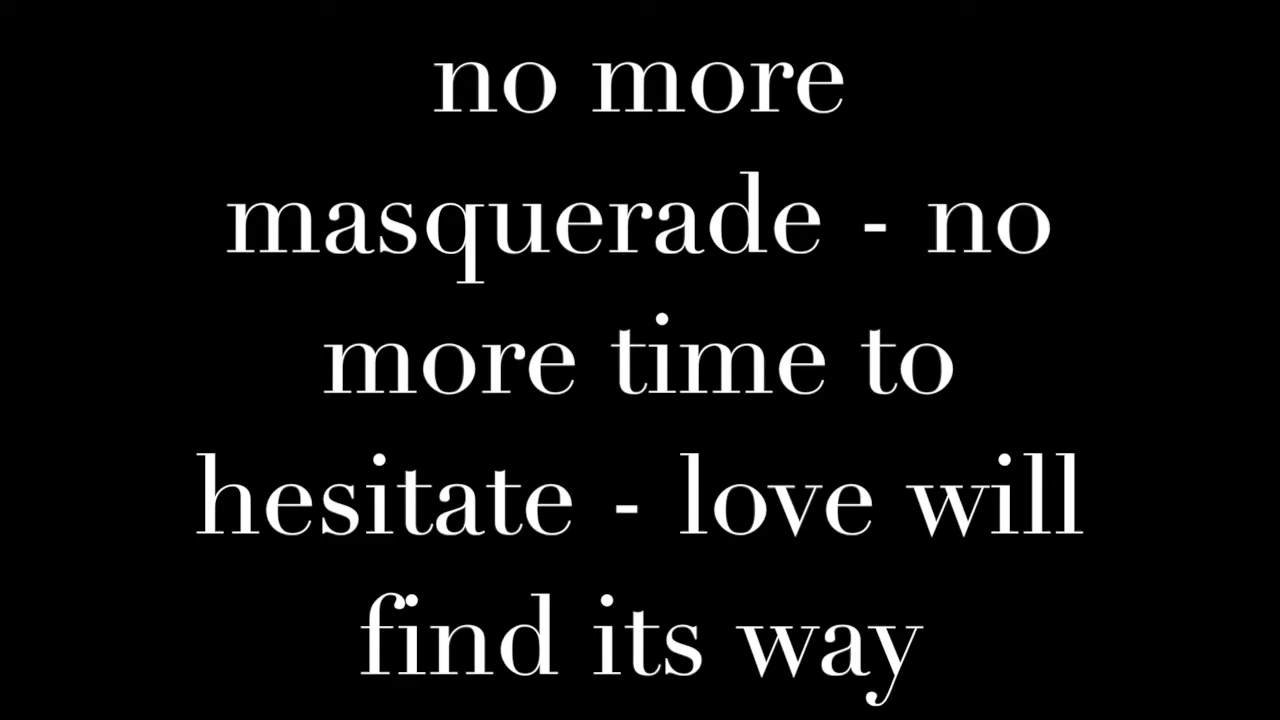 no more
masquerade - no
more time to
hesitate - love will
find its way